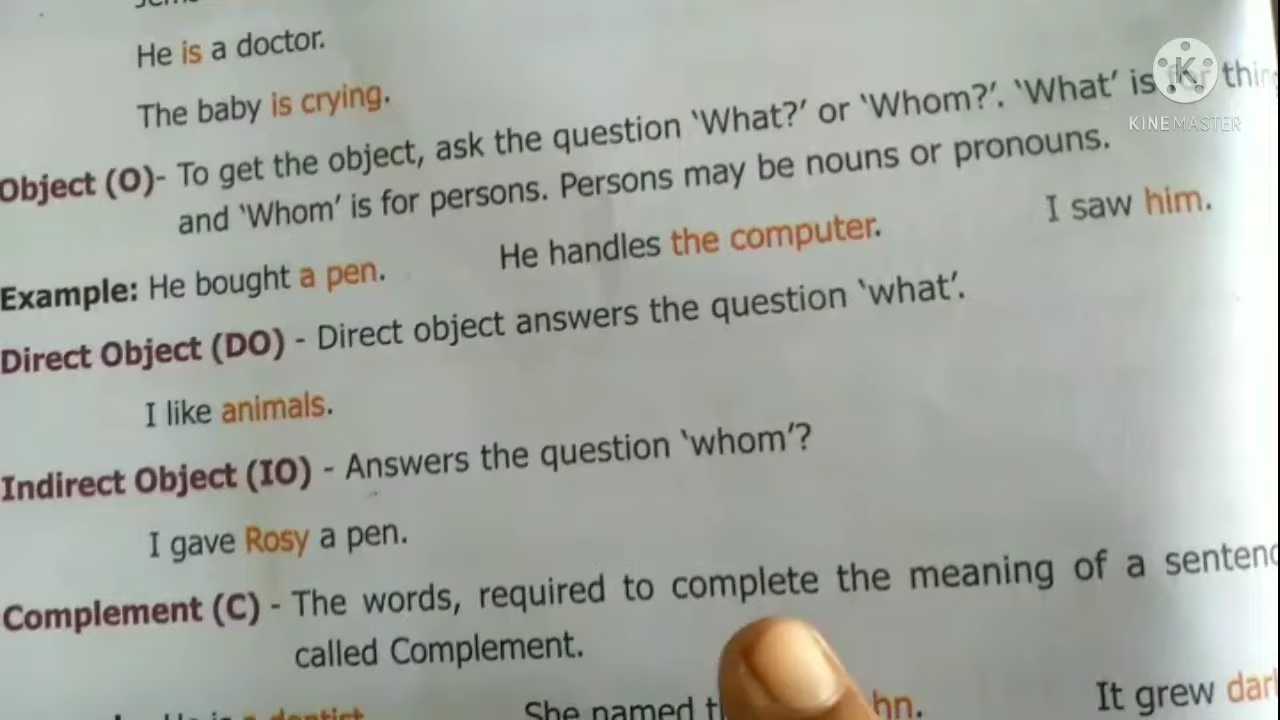 He is a doctor.
The baby is crying.
Object (O)- To get the object, ask the question 'What?' or 'Whom?'. 'What' is for
and 'Whom' is for persons. Persons may be nouns or pronouns.
Example: He bought a pen. He handles the computer. I saw him.
Direct Object (DO) - Direct object answers the question 'what'.
I like animals.
Indirect Object (IO) - Answers the question 'whom'?
I gave Rosy a pen.
Complement (C) - The words, required to complete the meaning of a
called Complement.
He is a dentist She named It grew
KINEMASTER